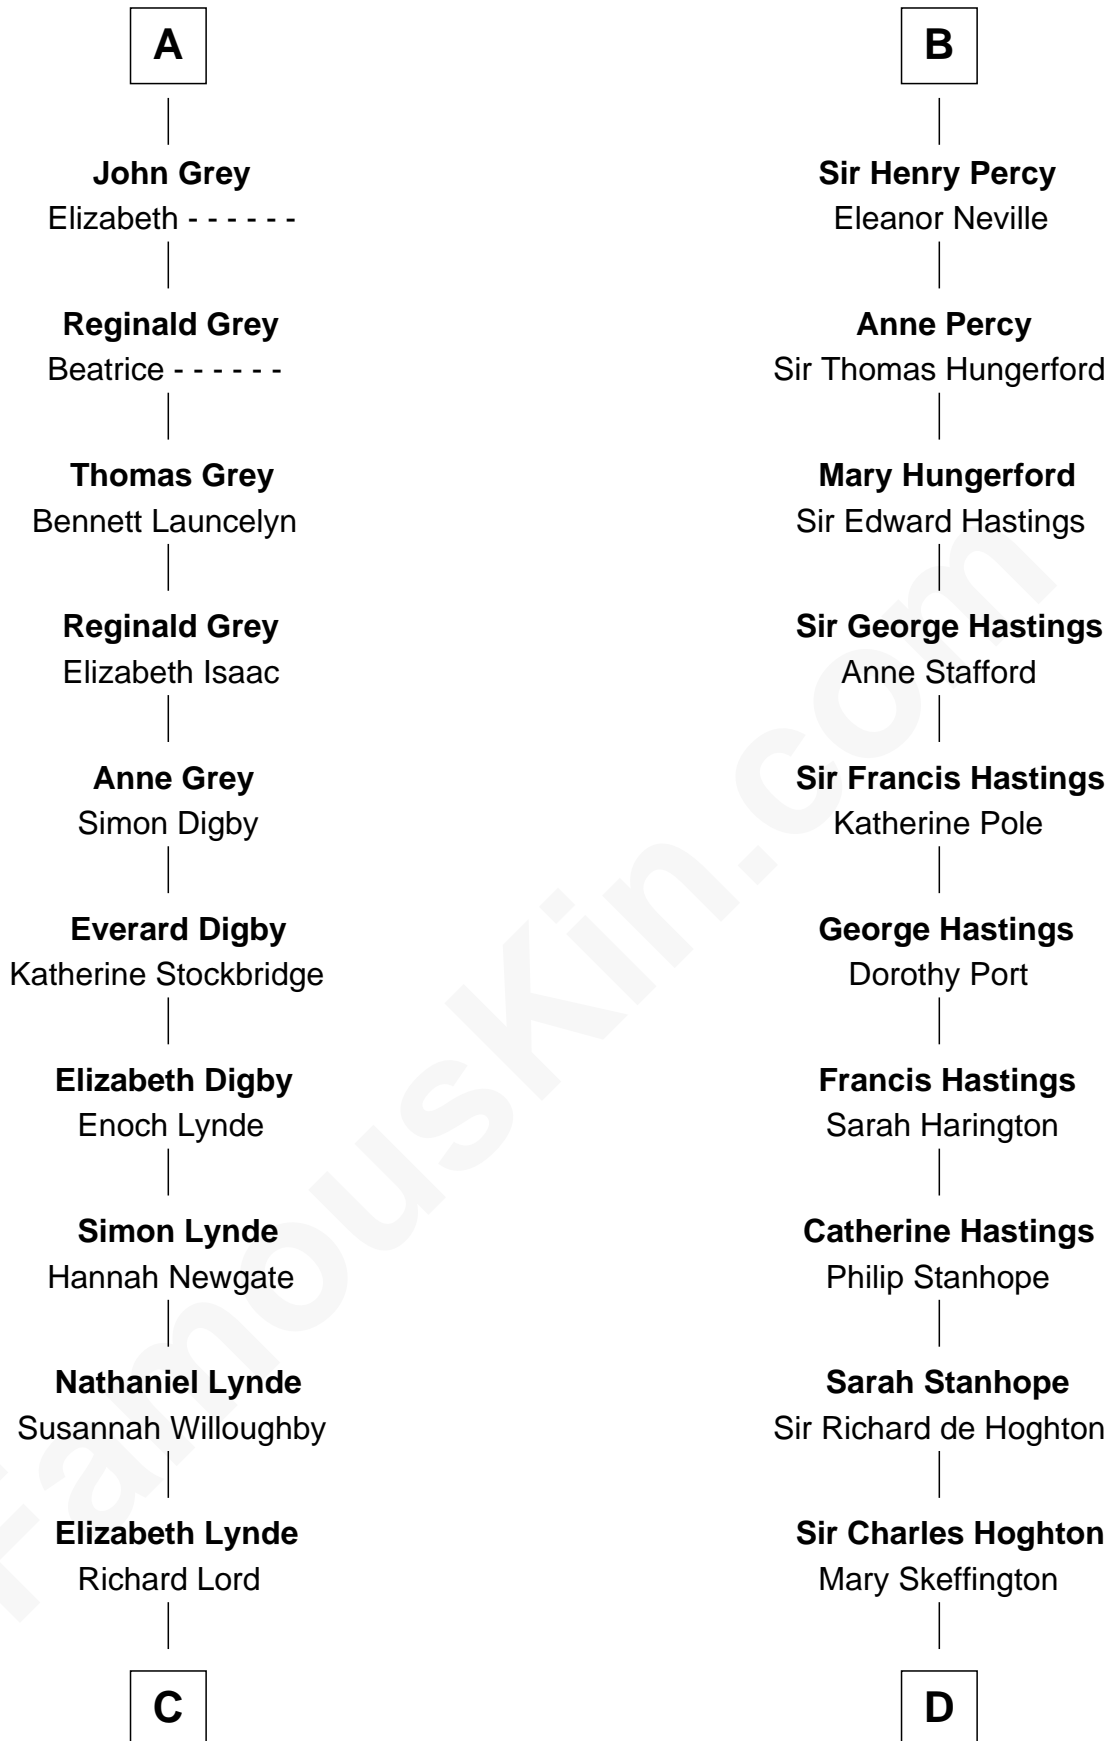 A
John Grey
Elizabeth - - - - - -
Reginald Grey
Beatrice - - - - - -
Thomas Grey
Bennett Launcelyn
Reginald Grey
Elizabeth Isaac
Anne Grey
Simon Digby
Everard Digby
Katherine Stockbridge
Elizabeth Digby
Enoch Lynde
Simon Lynde
Hannah Newgate
Nathaniel Lynde
Susannah Willoughby
Elizabeth Lynde
Richard Lord
C
B
Sir Henry Percy
Eleanor Neville
Anne Percy
Sir Thomas Hungerford
Mary Hungerford
Sir Edward Hastings
Sir George Hastings
Anne Stafford
Sir Francis Hastings
Katherine Pole
George Hastings
Dorothy Port
Francis Hastings
Sarah Harington
Catherine Hastings
Philip Stanhope
Sarah Stanhope
Sir Richard de Hoghton
Sir Charles Hoghton
Mary Skeffington
D
FamousKin.com